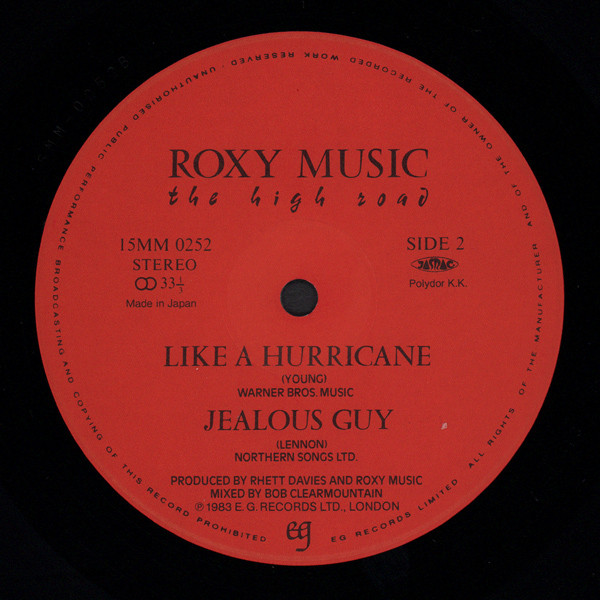 ROXY MUSIC
the high road
15MM 0252
STEREO
33⅓
Made in Japan
SIDE 2
JASRAC
Polydor K.K.
LIKE A HURRICANE
(YOUNG)
WARNER BROS. MUSIC
JEALOUS GUY
(LENNON)
NORTHERN SONGS LTD.
PRODUCED BY RHETT DAVIES AND ROXY MUSIC
MIXED BY BOB CLEARMOUNTAIN
℗ 1983 E.G. RECORDS LTD., LONDON
eg
EG RECORDS LIMITED ALL RIGHTS OF THE MANUFACTURER AND OF THE OWNER OF THE RECORDED WORK RESERVED · UNAUTHORISED PUBLIC PERFORMANCE BROADCASTING AND COPYING OF THIS RECORD PROHIBITED